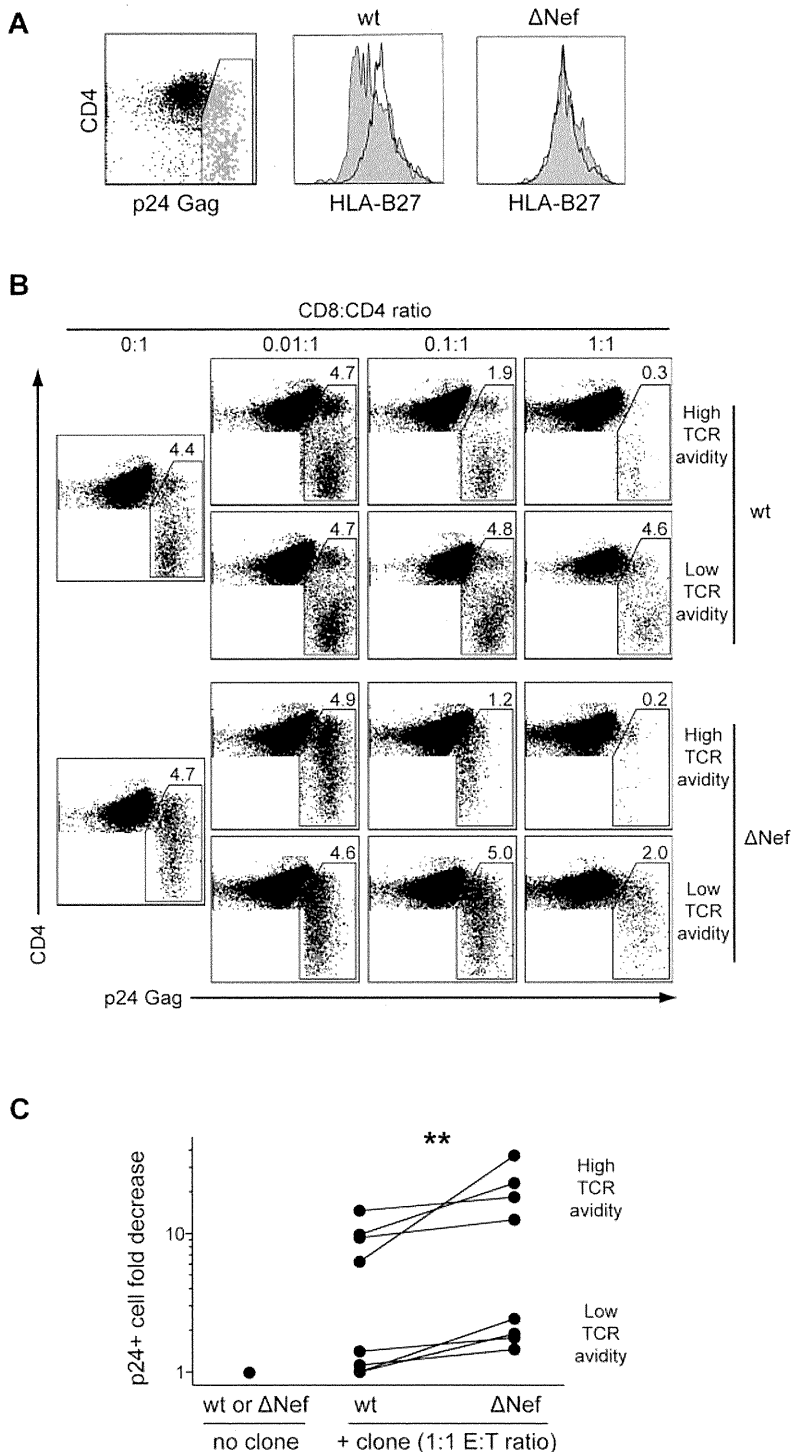 A
wt
ΔNef
CD4
p24 Gag
HLA-B27
HLA-B27
B
CD8:CD4 ratio
0:1
0.01:1
0.1:1
1:1
4.7
1.9
0.3
High
TCR
avidity
4.4
wt
4.7
4.8
4.6
Low
TCR
avidity
4.9
1.2
0.2
High
TCR
avidity
4.7
ΔNef
4.6
5.0
2.0
Low
TCR
avidity
CD4
p24 Gag
C
**
p24+ cell fold decrease
10
1
High
TCR
avidity
Low
TCR
avidity
wt or ΔNef
wt
ΔNef
no clone
+ clone (1:1 E:T ratio)